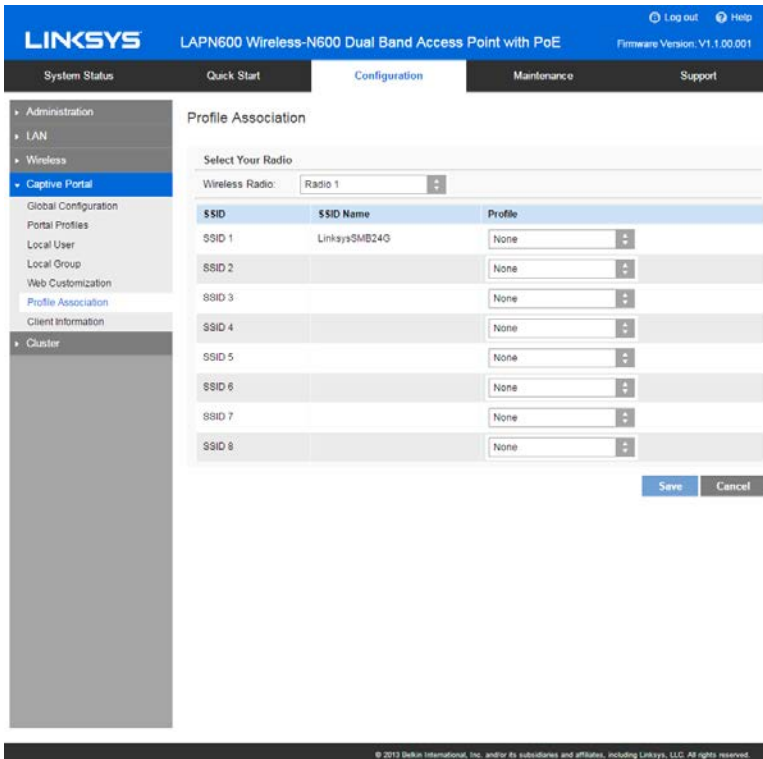 Log out Help
LINKSYS LAPN600 Wireless-N600 Dual Band Access Point with PoE Firmware Version: V1.1.00.001
System Status Quick Start Configuration Maintenance Support
Administration
LAN
Wireless
Captive Portal
Global Configuration
Portal Profiles
Local User
Local Group
Web Customization
Profile Association
Client Information
Cluster
Profile Association
Select Your Radio
Wireless Radio: Radio 1
SSID SSID Name Profile
SSID 1 LinksysSMB24G None
SSID 2 None
SSID 3 None
SSID 4 None
SSID 5 None
SSID 6 None
SSID 7 None
SSID 8 None
Save Cancel
© 2013 Belkin International, Inc. and/or its subsidiaries and affiliates, including Linksys, LLC. All rights reserved.